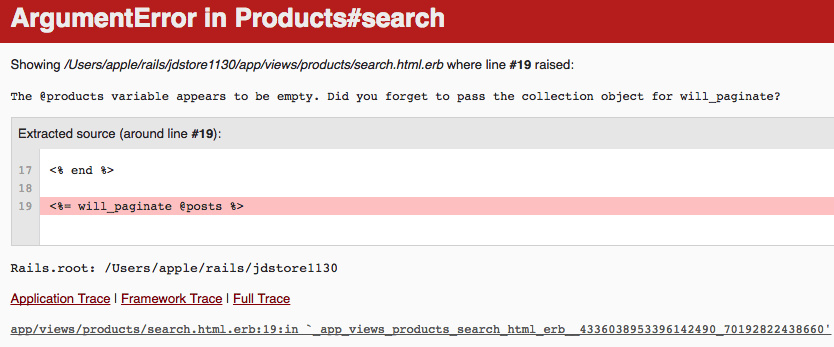 ArgumentError in Products#search
Showing /Users/apple/rails/jdstore1130/app/views/products/search.html.erb where line #19 raised:
The @products variable appears to be empty. Did you forget to pass the collection object for will_paginate?
Extracted source (around line #19):
17 <% end %>
18
19 <%= will_paginate @posts %>
Rails.root: /Users/apple/rails/jdstore1130
Application Trace | Framework Trace | Full Trace
app/views/products/search.html.erb:19:in `_app_views_products_search_html_erb__4336038953396142490_70192822438660'